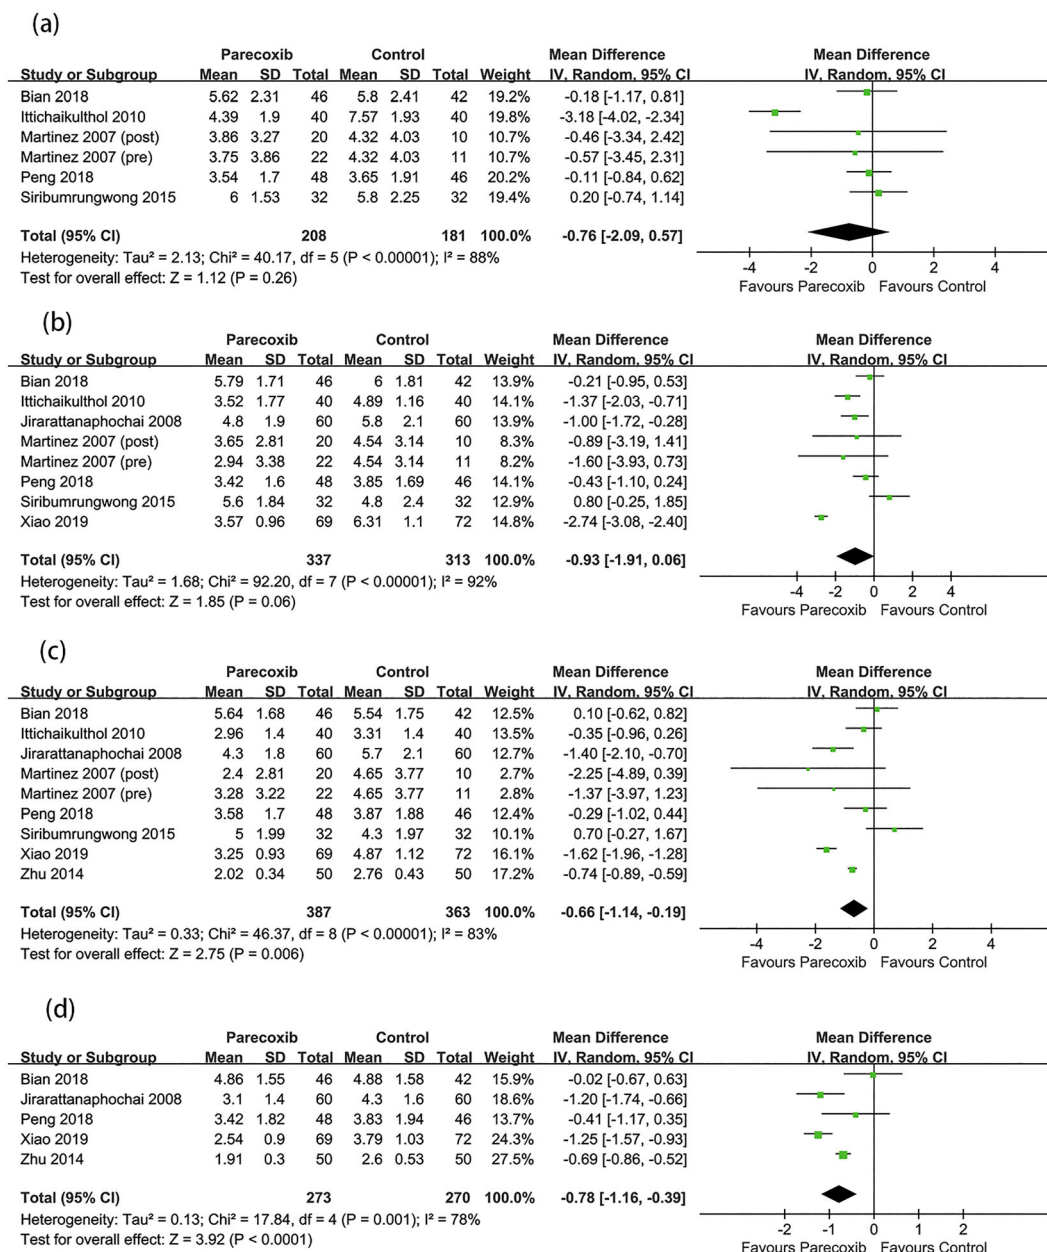 (a)
Parecoxib Control Mean Difference Mean Difference
Study or Subgroup Mean SD Total Mean SD Total Weight IV, Random, 95% CI IV, Random, 95% CI
Bian 2018 5.62 2.31 46 5.8 2.41 42 19.2% -0.18 [-1.17, 0.81]
Ittichaikulthol 2010 4.39 1.9 40 7.57 1.93 40 19.8% -3.18 [-4.02, -2.34]
Martinez 2007 (post) 3.86 3.27 20 4.32 4.03 10 10.7% -0.46 [-3.34, 2.42]
Martinez 2007 (pre) 3.75 3.86 22 4.32 4.03 11 10.7% -0.57 [-3.45, 2.31]
Peng 2018 3.54 1.7 48 3.65 1.91 46 20.2% -0.11 [-0.84, 0.62]
Siribumrungwong 2015 6 1.53 32 5.8 2.25 32 19.4% 0.20 [-0.74, 1.14]
Total (95% CI) 208 181 100.0% -0.76 [-2.09, 0.57]
Heterogeneity: Tau² = 2.13; Chi² = 40.17, df = 5 (P < 0.00001); I² = 88%
Test for overall effect: Z = 1.12 (P = 0.26)
-4 -2 0 2 4
Favours Parecoxib Favours Control
(b)
Parecoxib Control Mean Difference Mean Difference
Study or Subgroup Mean SD Total Mean SD Total Weight IV, Random, 95% CI IV, Random, 95% CI
Bian 2018 5.79 1.71 46 6 1.81 42 13.9% -0.21 [-0.95, 0.53]
Ittichaikulthol 2010 3.52 1.77 40 4.89 1.16 40 14.1% -1.37 [-2.03, -0.71]
Jirarattanaphochai 2008 4.8 1.9 60 5.8 2.1 60 13.9% -1.00 [-1.72, -0.28]
Martinez 2007 (post) 3.65 2.81 20 4.54 3.14 10 8.3% -0.89 [-3.19, 1.41]
Martinez 2007 (pre) 2.94 3.38 22 4.54 3.14 11 8.2% -1.60 [-3.93, 0.73]
Peng 2018 3.42 1.6 48 3.85 1.69 46 14.1% -0.43 [-1.10, 0.24]
Siribumrungwong 2015 5.6 1.84 32 4.8 2.4 32 12.9% 0.80 [-0.25, 1.85]
Xiao 2019 3.57 0.96 69 6.31 1.1 72 14.8% -2.74 [-3.08, -2.40]
Total (95% CI) 337 313 100.0% -0.93 [-1.91, 0.06]
Heterogeneity: Tau² = 1.68; Chi² = 92.20, df = 7 (P < 0.00001); I² = 92%
Test for overall effect: Z = 1.85 (P = 0.06)
-4 -2 0 2 4
Favours Parecoxib Favours Control
(c)
Parecoxib Control Mean Difference Mean Difference
Study or Subgroup Mean SD Total Mean SD Total Weight IV, Random, 95% CI IV, Random, 95% CI
Bian 2018 5.64 1.68 46 5.54 1.75 42 12.5% 0.10 [-0.62, 0.82]
Ittichaikulthol 2010 2.96 1.4 40 3.31 1.4 40 13.5% -0.35 [-0.96, 0.26]
Jirarattanaphochai 2008 4.3 1.8 60 5.7 2.1 60 12.7% -1.40 [-2.10, -0.70]
Martinez 2007 (post) 2.4 2.81 20 4.65 3.77 10 2.7% -2.25 [-4.89, 0.39]
Martinez 2007 (pre) 3.28 3.22 22 4.65 3.77 11 2.8% -1.37 [-3.97, 1.23]
Peng 2018 3.58 1.7 48 3.87 1.88 46 12.4% -0.29 [-1.02, 0.44]
Siribumrungwong 2015 5 1.99 32 4.3 1.97 32 10.1% 0.70 [-0.27, 1.67]
Xiao 2019 3.25 0.93 69 4.87 1.12 72 16.1% -1.62 [-1.96, -1.28]
Zhu 2014 2.02 0.34 50 2.76 0.43 50 17.2% -0.74 [-0.89, -0.59]
Total (95% CI) 387 363 100.0% -0.66 [-1.14, -0.19]
Heterogeneity: Tau² = 0.33; Chi² = 46.37, df = 8 (P < 0.00001); I² = 83%
Test for overall effect: Z = 2.75 (P = 0.006)
-4 -2 0 2 4
Favours Parecoxib Favours Control
(d)
Parecoxib Control Mean Difference Mean Difference
Study or Subgroup Mean SD Total Mean SD Total Weight IV, Random, 95% CI IV, Random, 95% CI
Bian 2018 4.86 1.55 46 4.88 1.58 42 15.9% -0.02 [-0.67, 0.63]
Jirarattanaphochai 2008 3.1 1.4 60 4.3 1.6 60 18.6% -1.20 [-1.74, -0.66]
Peng 2018 3.42 1.82 48 3.83 1.94 46 13.7% -0.41 [-1.17, 0.35]
Xiao 2019 2.54 0.9 69 3.79 1.03 72 24.3% -1.25 [-1.57, -0.93]
Zhu 2014 1.91 0.3 50 2.6 0.53 50 27.5% -0.69 [-0.86, -0.52]
Total (95% CI) 273 270 100.0% -0.78 [-1.16, -0.39]
Heterogeneity: Tau² = 0.13; Chi² = 17.84, df = 4 (P = 0.001); I² = 78%
Test for overall effect: Z = 3.92 (P < 0.0001)
-2 -1 0 1 2
Favours Parecoxib Favours Control